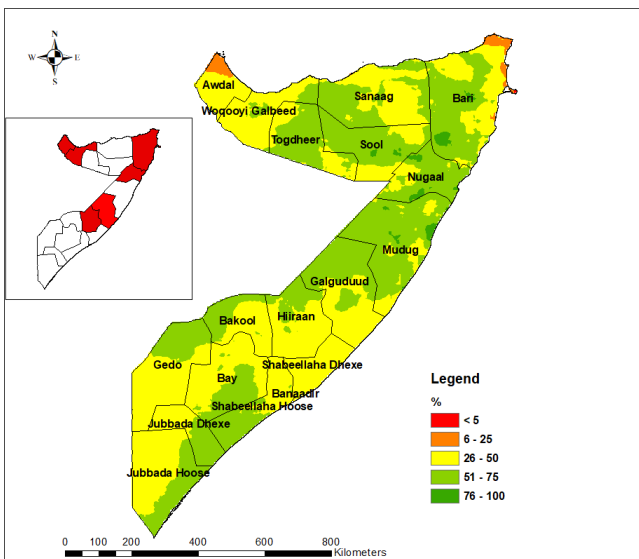 N
W E
S
Awdal
Woqooyi Galbeed
Togdheer
Sanaag
Sool
Bari
Nugaal
Mudug
Galguduud
Hiiraan
Bakool
Gedo
Bay
Shabeellaha Dhexe
Banaadir
Shabeellaha Hoose
Jubbada Dhexe
Jubbada Hoose
Legend
%
< 5
6 - 25
26 - 50
51 - 75
76 - 100
0 200 400 600 800
Kilometers